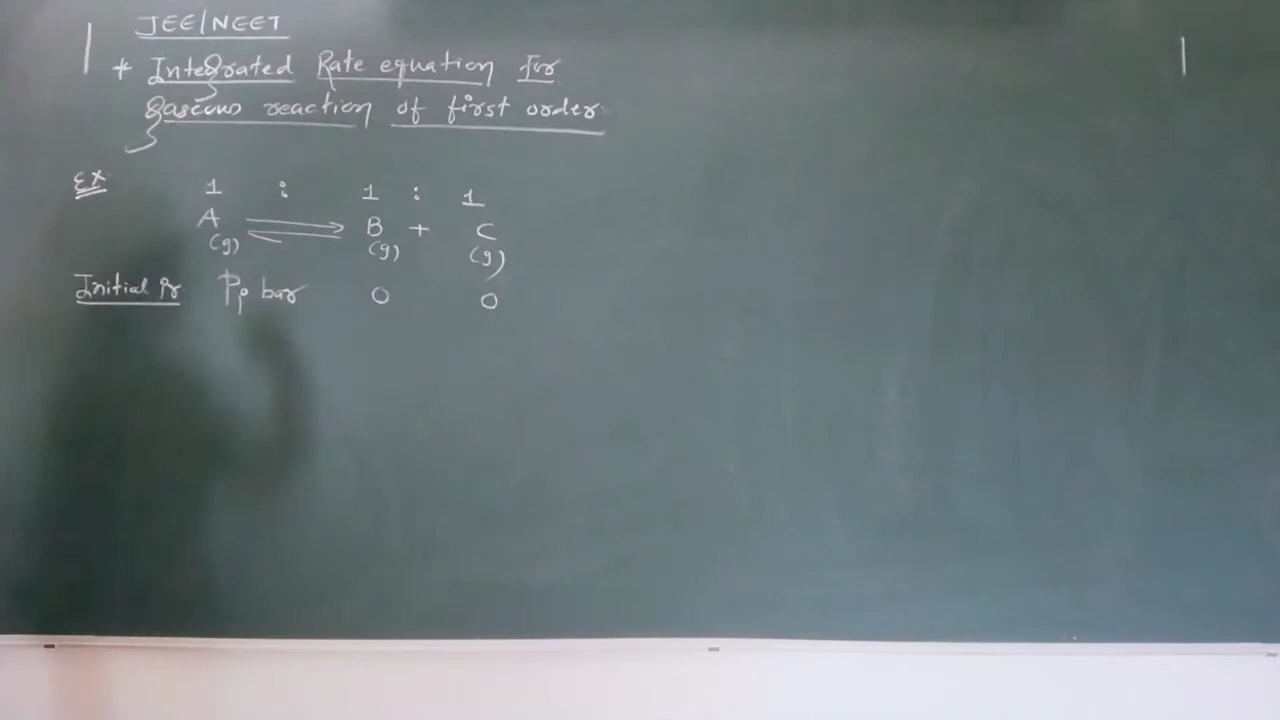 JEE/NEET
* Integrated Rate equation For
gaseous reaction of first order
Ex 1 : 1 : 1
A ⇌ B + C
(g) (g) (g)
Initial Pr Pp bar 0 0